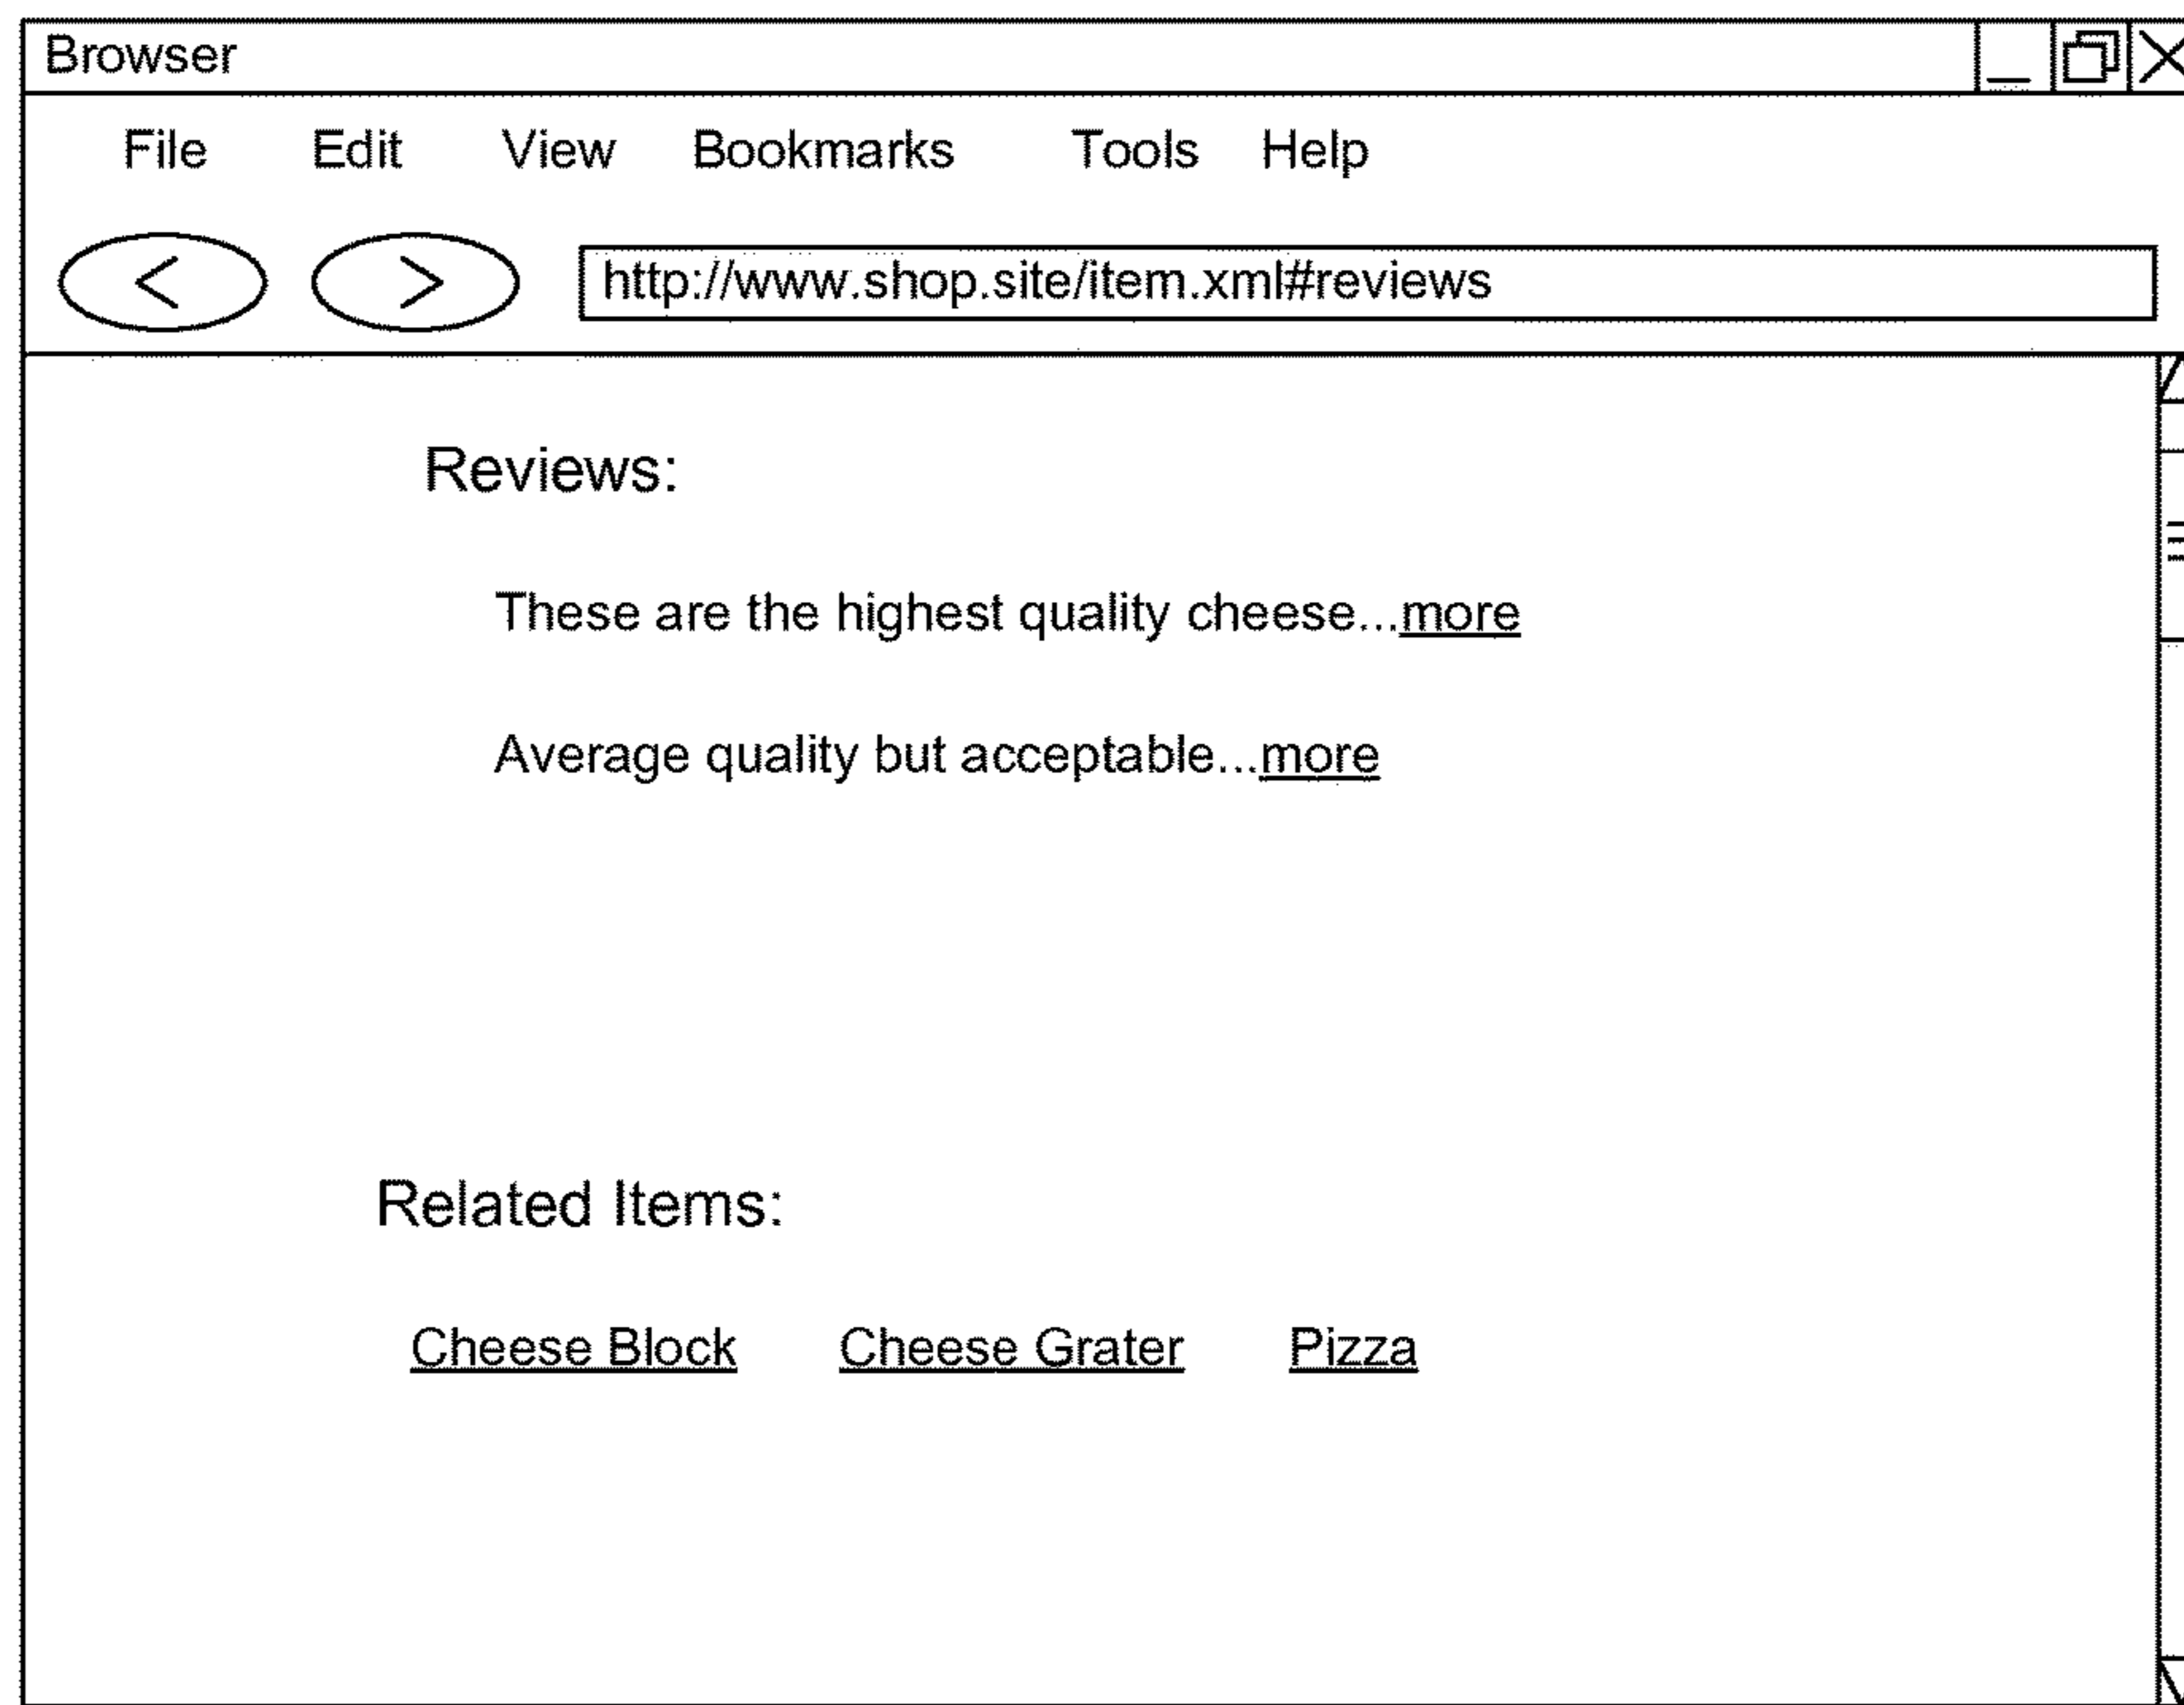 Browser
File Edit View Bookmarks Tools Help
< > http://www.shop.site/item.xml#reviews
Reviews:
These are the highest quality cheese...more
Average quality but acceptable...more
Related Items:
Cheese Block Cheese Grater Pizza